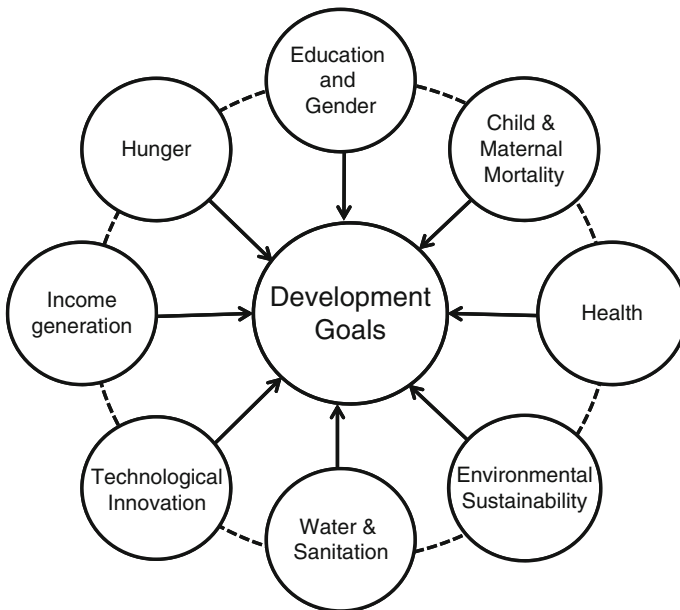 Education
and
Gender
Child &
Maternal
Mortality
Hunger
Development
Goals
Income
generation
Health
Technological
Innovation
Environmental
Sustainability
Water &
Sanitation